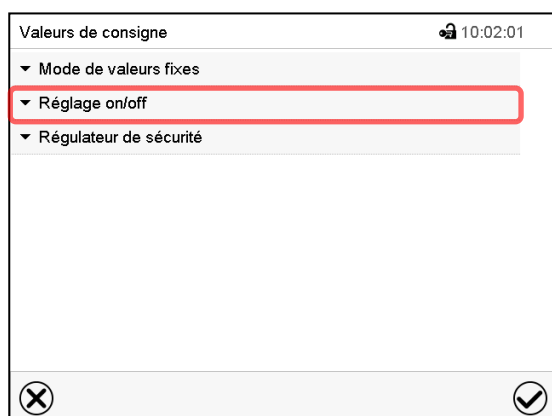 Valeurs de consigne 10:02:01
Mode de valeurs fixes
Réglage on/off
Régulateur de sécurité